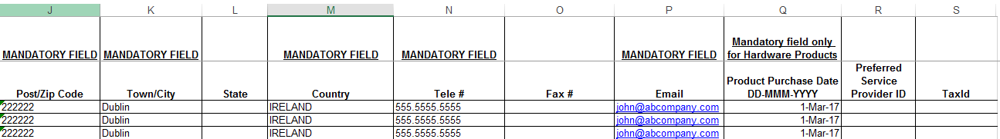 J K L M N O P Q R S
MANDATORY FIELD MANDATORY FIELD MANDATORY FIELD MANDATORY FIELD MANDATORY FIELD Mandatory field only for Hardware Products
Post/Zip Code Town/City State Country Tele # Fax # Email Product Purchase Date DD-MMM-YYYY Preferred Service Provider ID TaxId
222222 Dublin IRELAND 555.5555.5555 john@abcompany.com 1-Mar-17
222222 Dublin IRELAND 555.5555.5555 john@abcompany.com 1-Mar-17
222222 Dublin IRELAND 555.5555.5555 john@abcompany.com 1-Mar-17